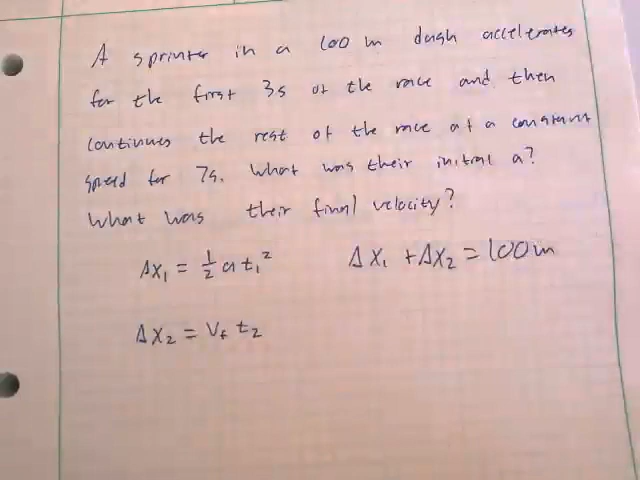 A sprinter in a 100 m dash accelerates
for the first 3s of the race and then
continues the rest of the race at a constant
speed for 7s. What was their initial a?
What was their final velocity?
Δx₁ = ½ a t₁² Δx₁ + Δx₂ = 100m
Δx₂ = V_f t₂